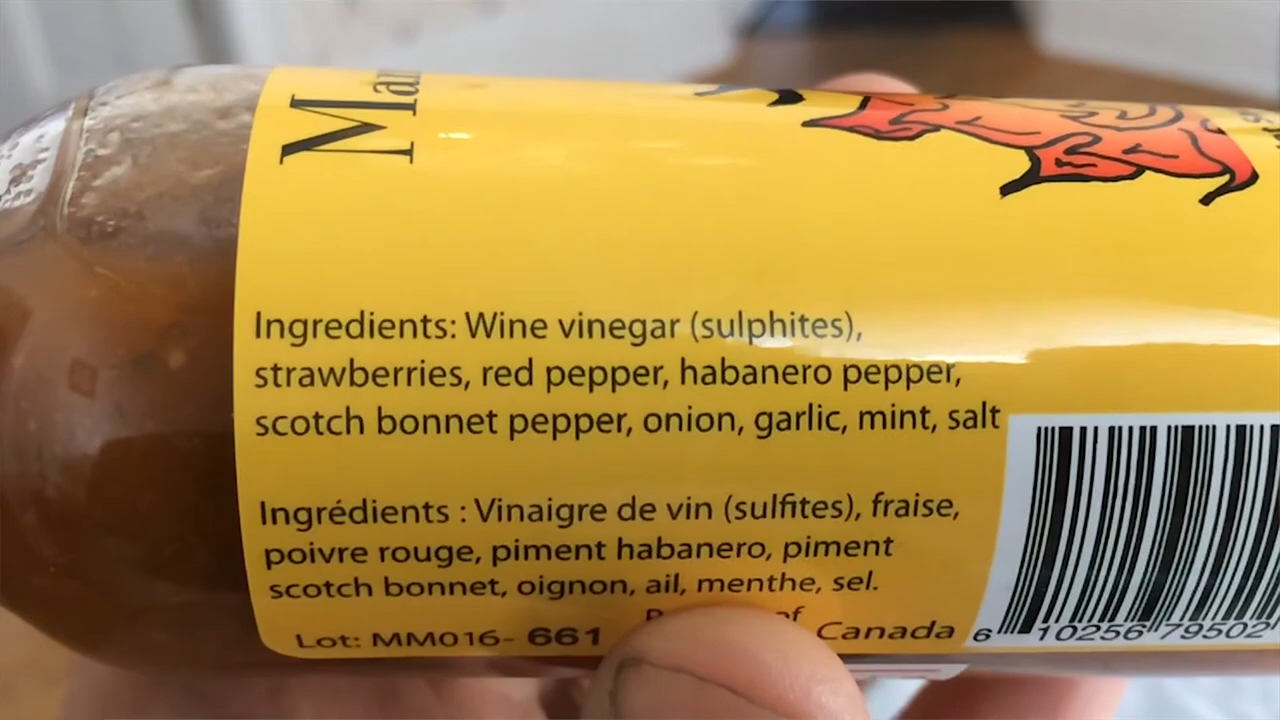 Ingredients: Wine vinegar (sulphites),
strawberries, red pepper, habanero pepper,
scotch bonnet pepper, onion, garlic, mint, salt
Ingrédients : Vinaigre de vin (sulfites), fraise,
poivre rouge, piment habanero, piment
scotch bonnet, oignon, ail, menthe, sel.
of
Lot: MM016- 661
Canada
6 10256 79502